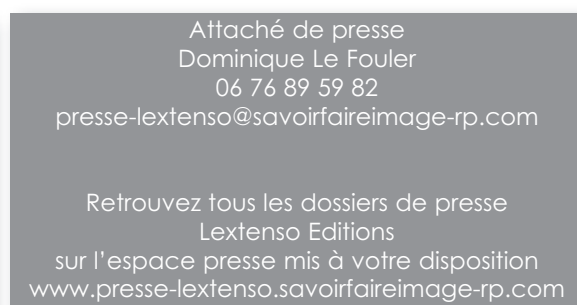 Attaché de presse
Dominique Le Fouler
06 76 89 59 82
presse-lextenso@savoirfaireimage-rp.com
Retrouvez tous les dossiers de presse
Lextenso Editions
sur l’espace presse mis à votre disposition
www.presse-lextenso.savoirfaireimage-rp.com